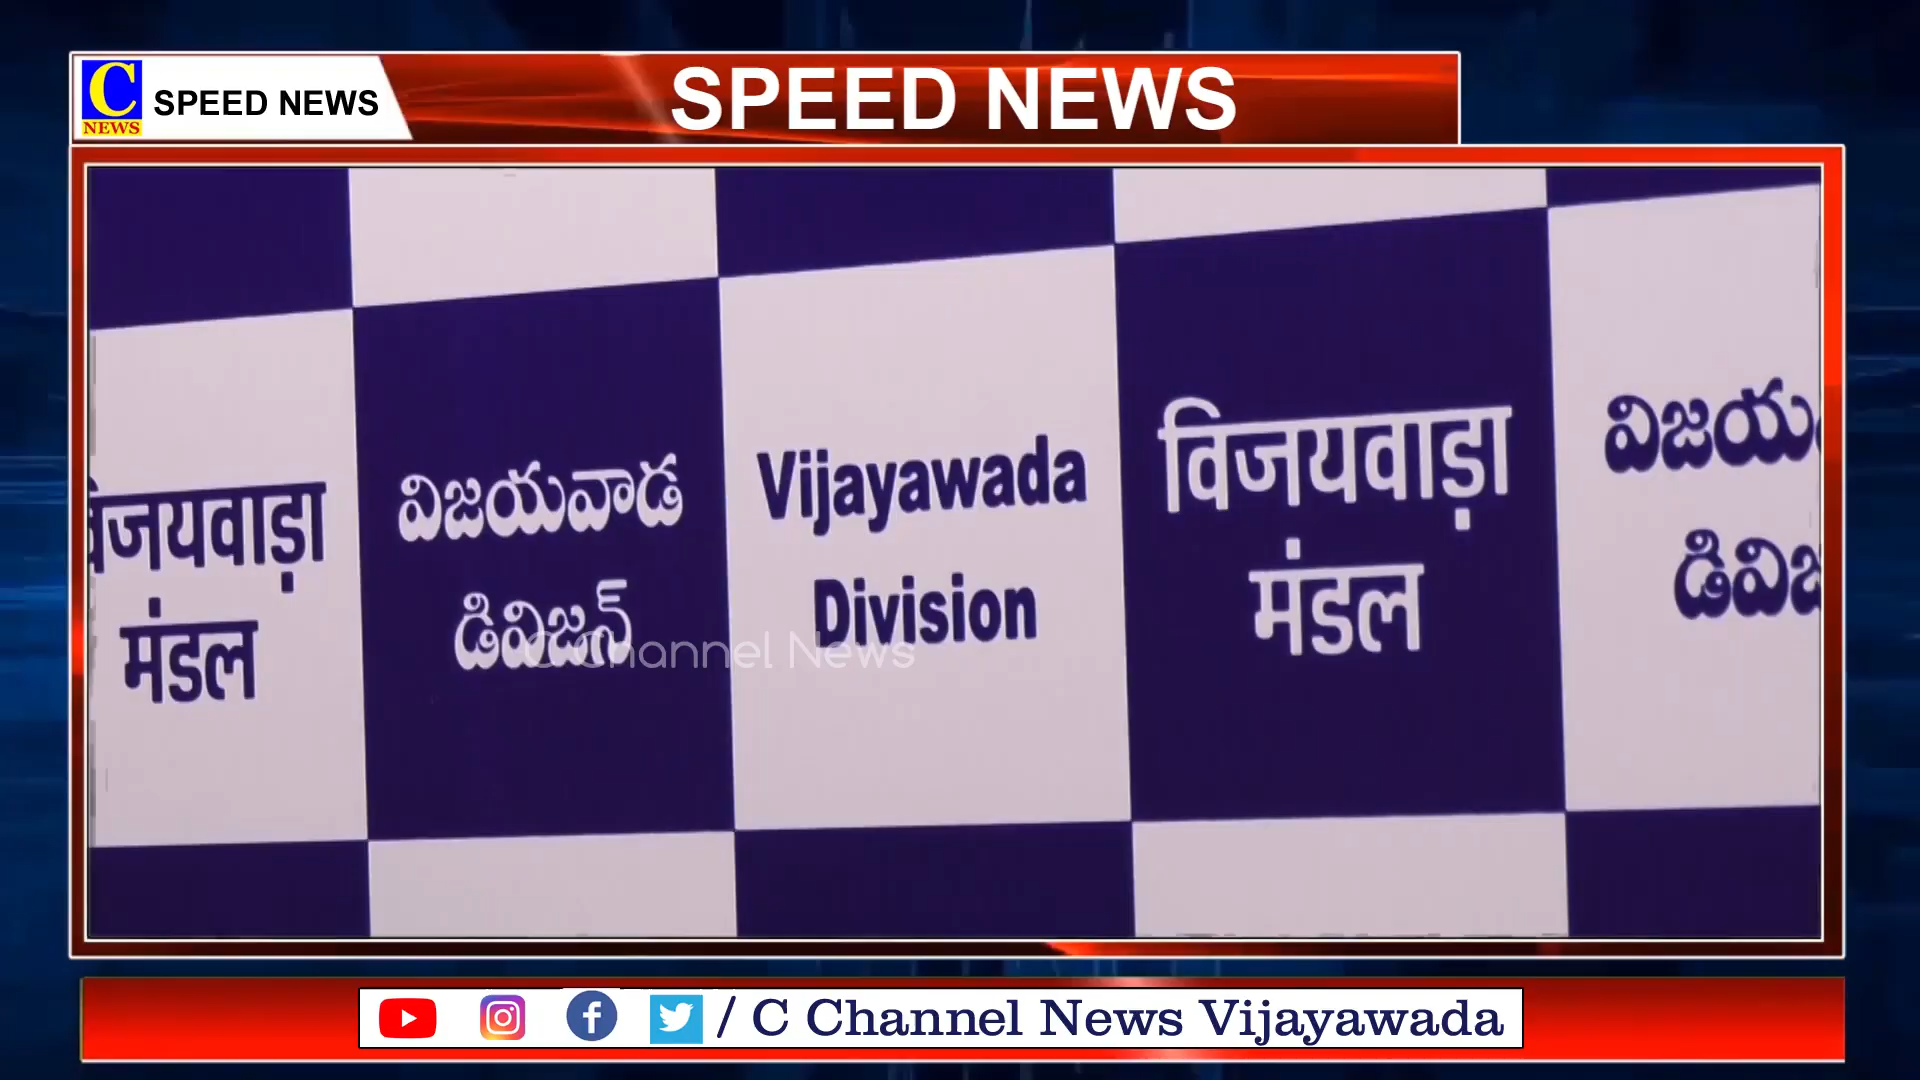 C
NEWS
SPEED NEWS
SPEED NEWS
विजयवाड़ा
मंडल
విజయవాడ
డివిజన్
Vijayawada
Division
विजयवाड़ा
मंडल
C Channel News
/ C Channel News Vijayawada